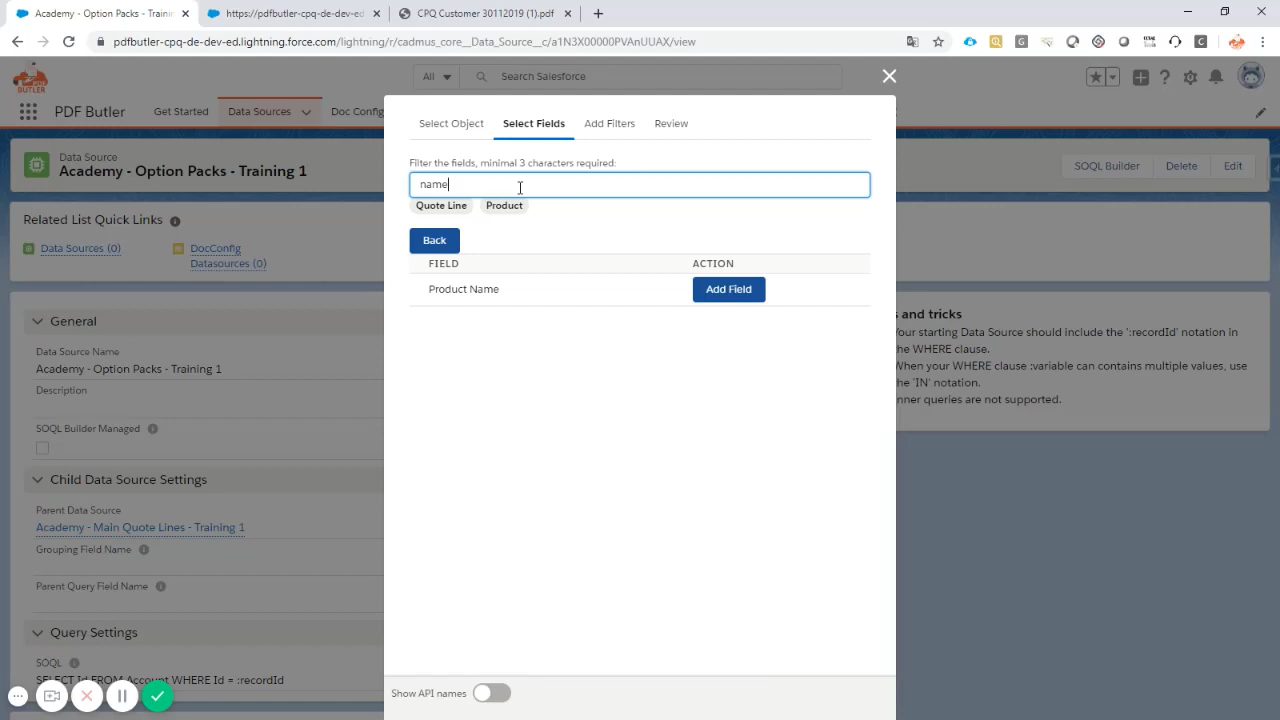 Academy - Option Packs - Trainin
https://pdfbutler-cpq-de-dev-ed
CPQ Customer 30112019 (1).pdf
pdfbutler-cpq-de-dev-ed.lightning.force.com/lightning/r/cadmus_core__Data_Source__c/a1N3X00000PVAnUUAX/view
BUTLER
All
Search Salesforce
PDF Butler
Get Started
Data Sources
Doc Config
Data Source
Academy - Option Packs - Training 1
SOQL Builder
Delete
Edit
Related List Quick Links
Data Sources (0)
DocConfig
Datasources (0)
General
Data Source Name
Academy - Option Packs - Training 1
Description
SOQL Builder Managed
Child Data Source Settings
Parent Data Source
Academy - Main Quote Lines - Training 1
Grouping Field Name
Parent Query Field Name
Query Settings
SOQL
SELECT Id FROM Account WHERE Id = :recordId
Select Object
Select Fields
Add Filters
Review
Filter the fields, minimal 3 characters required:
name
Quote Line
Product
Back
FIELD
ACTION
Product Name
Add Field
Show API names
s and tricks
Your starting Data Source should include the ':recordId' notation in
he WHERE clause.
When your WHERE clause :variable can contains multiple values, use
he 'IN' notation.
nner queries are not supported.